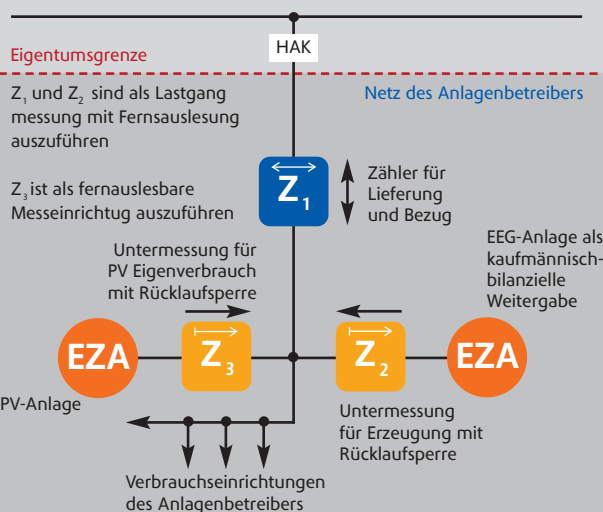 HAK
Eigentumsgrenze
Netz des Anlagenbetreibers
Z1 und Z2 sind als Lastgang
messung mit Fernsauslesung
auszuführen
Z3 ist als fernauslesbare
Messeinrichtug auszuführen
Z1
Zähler für
Lieferung
und Bezug
Untermessung für
PV Eigenverbrauch
mit Rücklaufsperre
EEG-Anlage als
kaufmännisch-
bilanzielle
Weitergabe
EZA
Z3
Z2
EZA
PV-Anlage
Untermessung
für Erzeugung mit
Rücklaufsperre
Verbrauchseinrichtungen
des Anlagenbetreibers